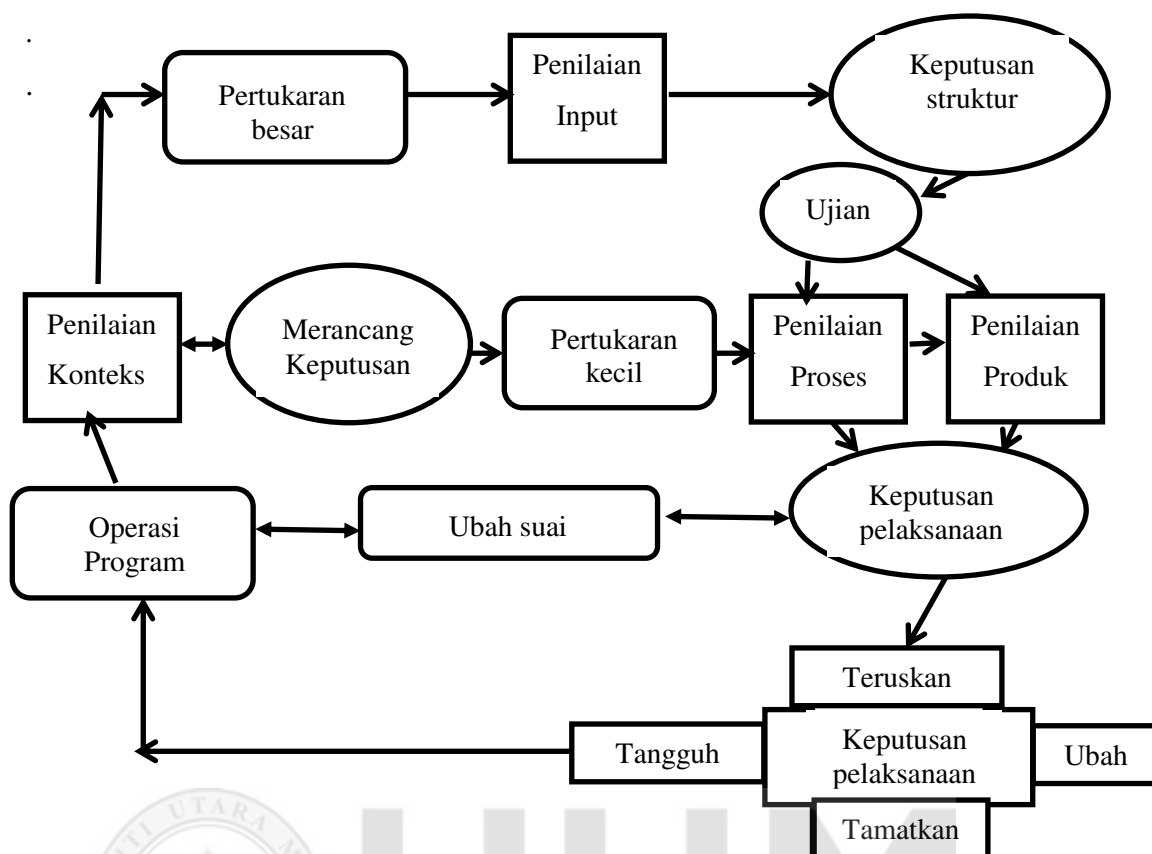 .
.
Pertukaran
besar
Penilaian
Input
Keputusan
struktur
Ujian
Penilaian
Konteks
Merancang
Keputusan
Pertukaran
kecil
Penilaian
Proses
Penilaian
Produk
Operasi
Program
Ubah suai
Keputusan
pelaksanaan
Teruskan
Tangguh
Keputusan
pelaksanaan
Ubah
Tamatkan
UTARA